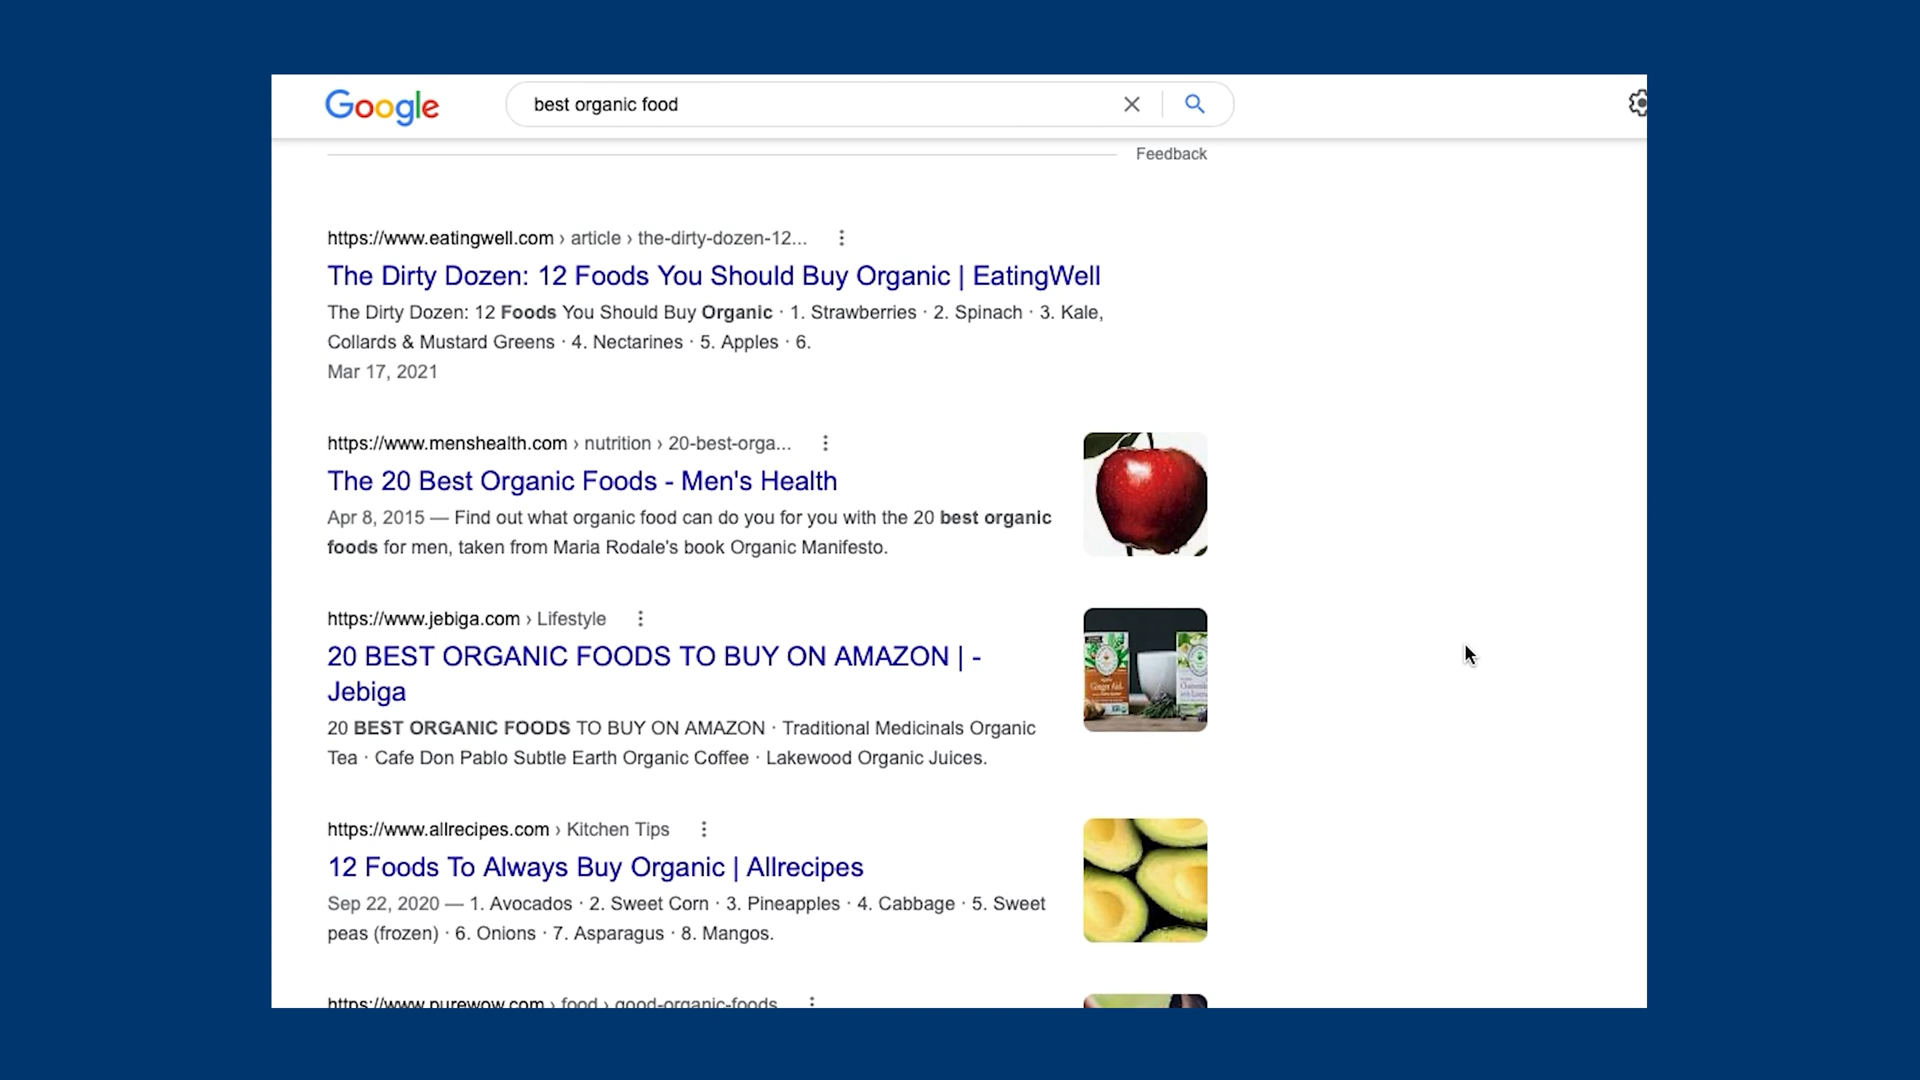 Google
best organic food
Feedback
https://www.eatingwell.com › article › the-dirty-dozen-12...
The Dirty Dozen: 12 Foods You Should Buy Organic | EatingWell
The Dirty Dozen: 12 Foods You Should Buy Organic · 1. Strawberries · 2. Spinach · 3. Kale,
Collards & Mustard Greens · 4. Nectarines · 5. Apples · 6.
Mar 17, 2021
https://www.menshealth.com › nutrition › 20-best-orga...
The 20 Best Organic Foods - Men's Health
Apr 8, 2015 — Find out what organic food can do you for you with the 20 best organic
foods for men, taken from Maria Rodale's book Organic Manifesto.
https://www.jebiga.com › Lifestyle
20 BEST ORGANIC FOODS TO BUY ON AMAZON | -
Jebiga
20 BEST ORGANIC FOODS TO BUY ON AMAZON · Traditional Medicinals Organic
Tea · Cafe Don Pablo Subtle Earth Organic Coffee · Lakewood Organic Juices.
Ginger Aid
https://www.allrecipes.com › Kitchen Tips
12 Foods To Always Buy Organic | Allrecipes
Sep 22, 2020 — 1. Avocados · 2. Sweet Corn · 3. Pineapples · 4. Cabbage · 5. Sweet
peas (frozen) · 6. Onions · 7. Asparagus · 8. Mangos.
https://www.purewow.com › food › good-organic-foods